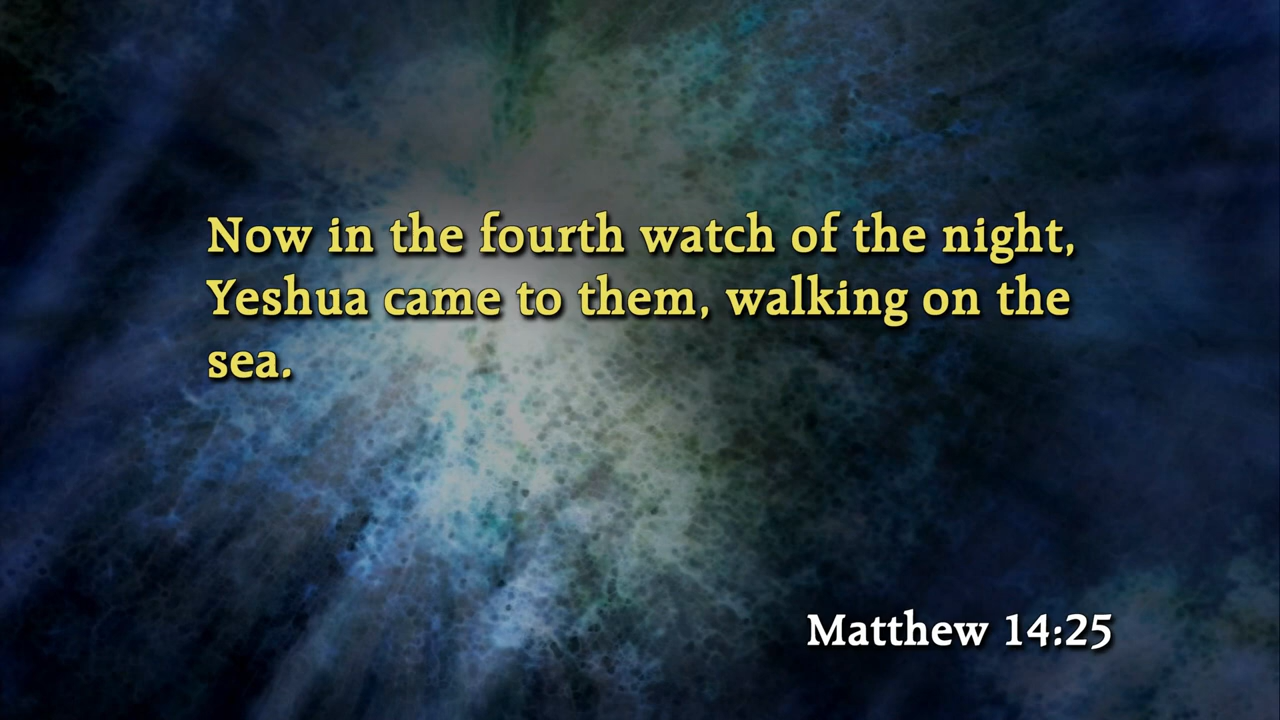 Now in the fourth watch of the night,
Yeshua came to them, walking on the
sea.
Matthew 14:25